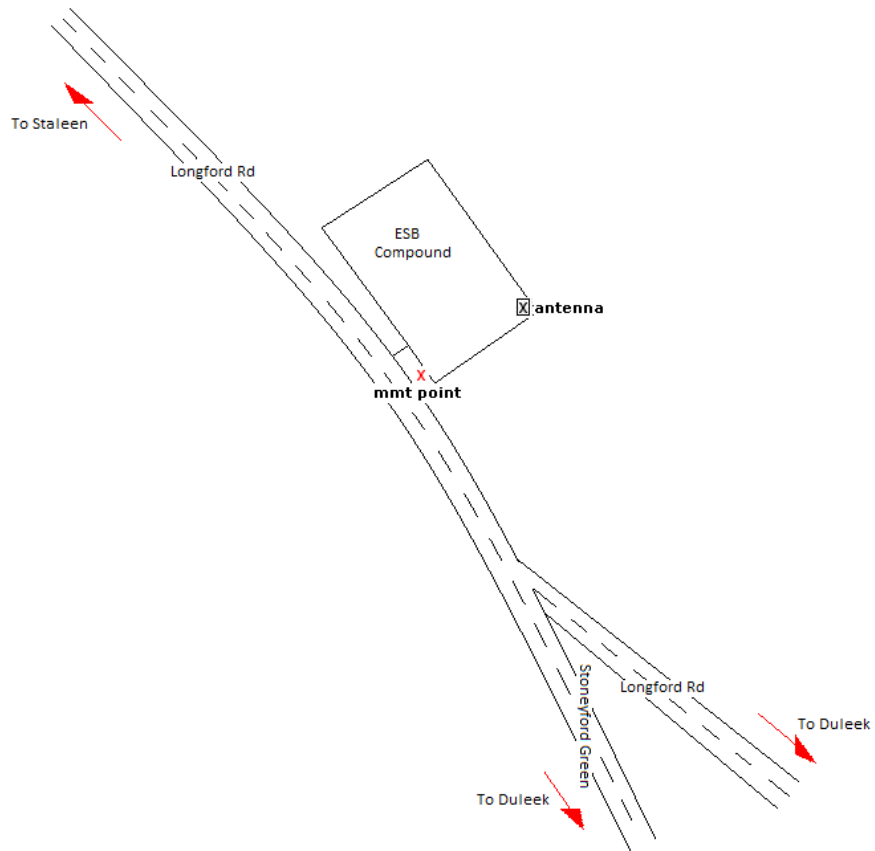 To Staleen
Longford Rd
ESB
Compound
X antenna
X
mmt point
Stoneyford Green
Longford Rd
To Duleek
To Duleek